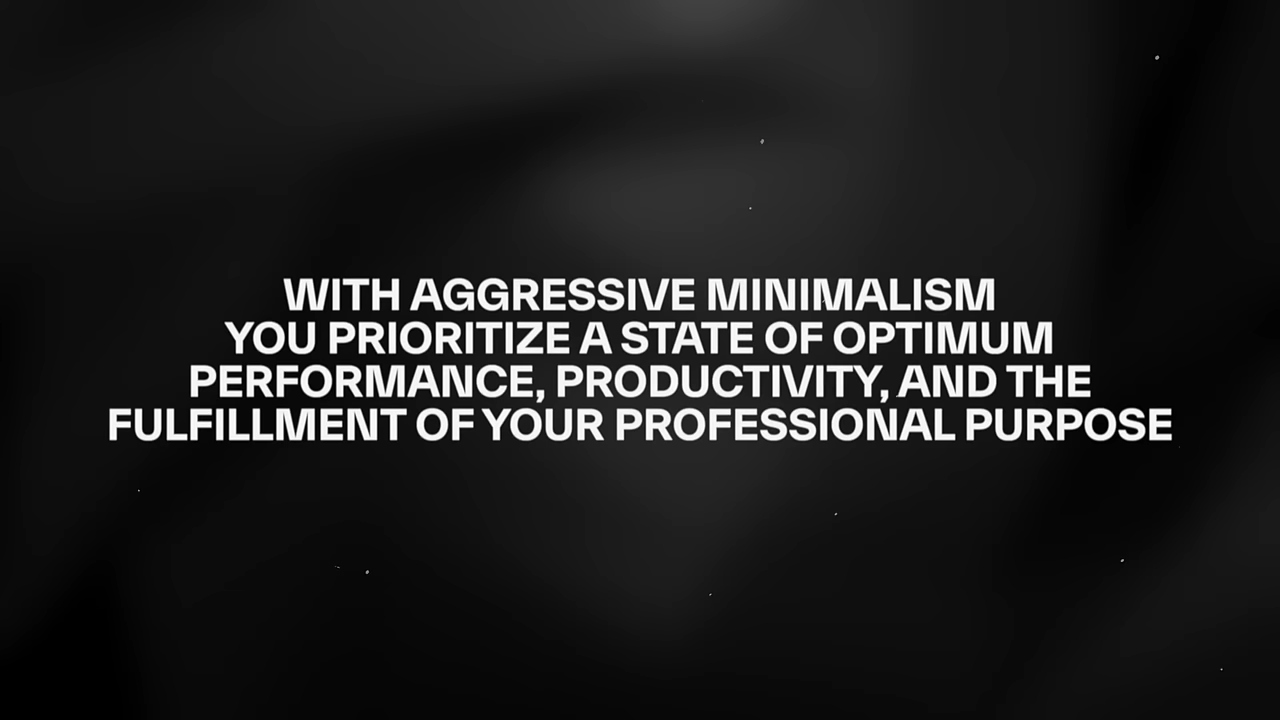 WITH AGGRESSIVE MINIMALISM
YOU PRIORITIZE A STATE OF OPTIMUM
PERFORMANCE, PRODUCTIVITY, AND THE
FULFILLMENT OF YOUR PROFESSIONAL PURPOSE